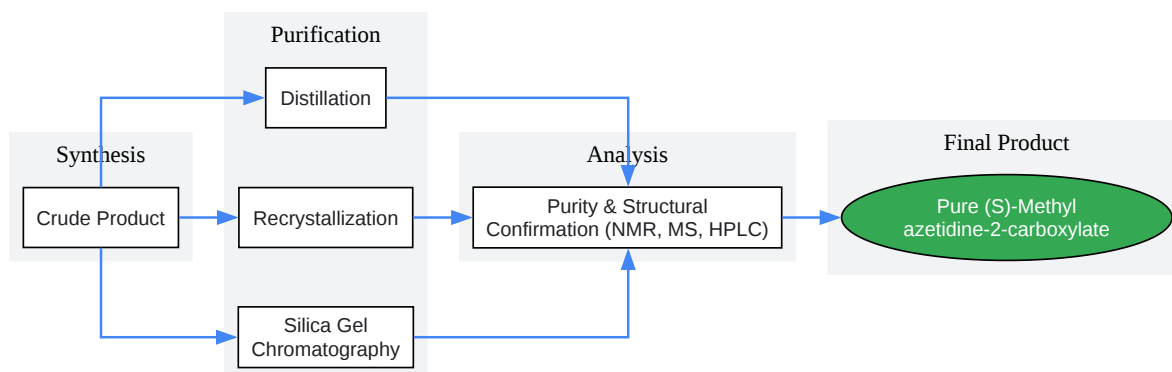 Purification
Distillation
Synthesis
Crude Product
Recrystallization
Silica Gel
Chromatography
Analysis
Purity & Structural
Confirmation (NMR, MS, HPLC)
Final Product
Pure (S)-Methyl
azetidine-2-carboxylate